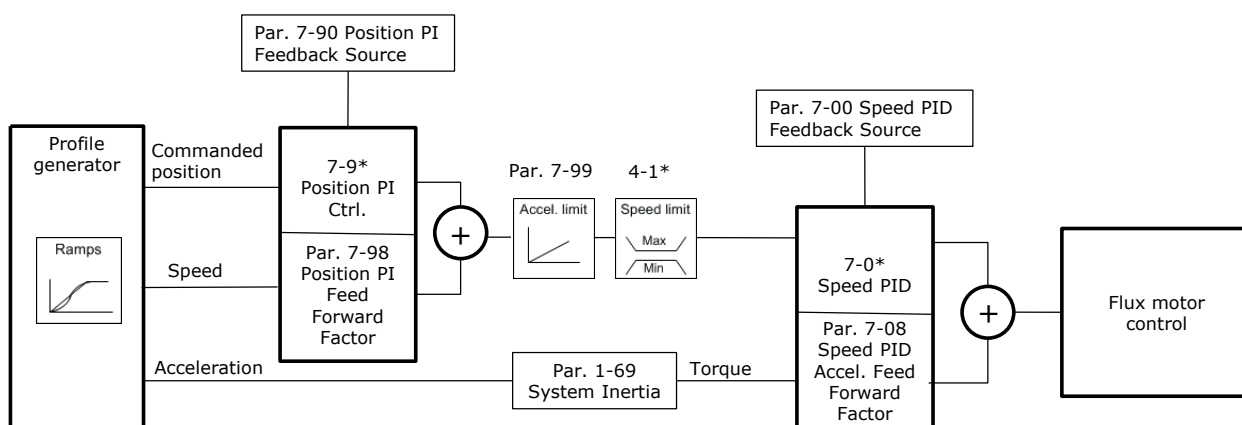 Par. 7-90 Position PI
Feedback Source
Par. 7-00 Speed PID
Feedback Source
Profile
generator
Commanded
position
7-9*
Position PI
Ctrl.
Par. 7-99
4-1*
Accel. limit
Speed limit
Max
Min
+
Ramps
Speed
Par. 7-98
Position PI
Feed
Forward
Factor
7-0*
Speed PID
+
Flux motor
control
Acceleration
Par. 1-69
System Inertia
Torque
Par. 7-08
Speed PID
Accel. Feed
Forward
Factor